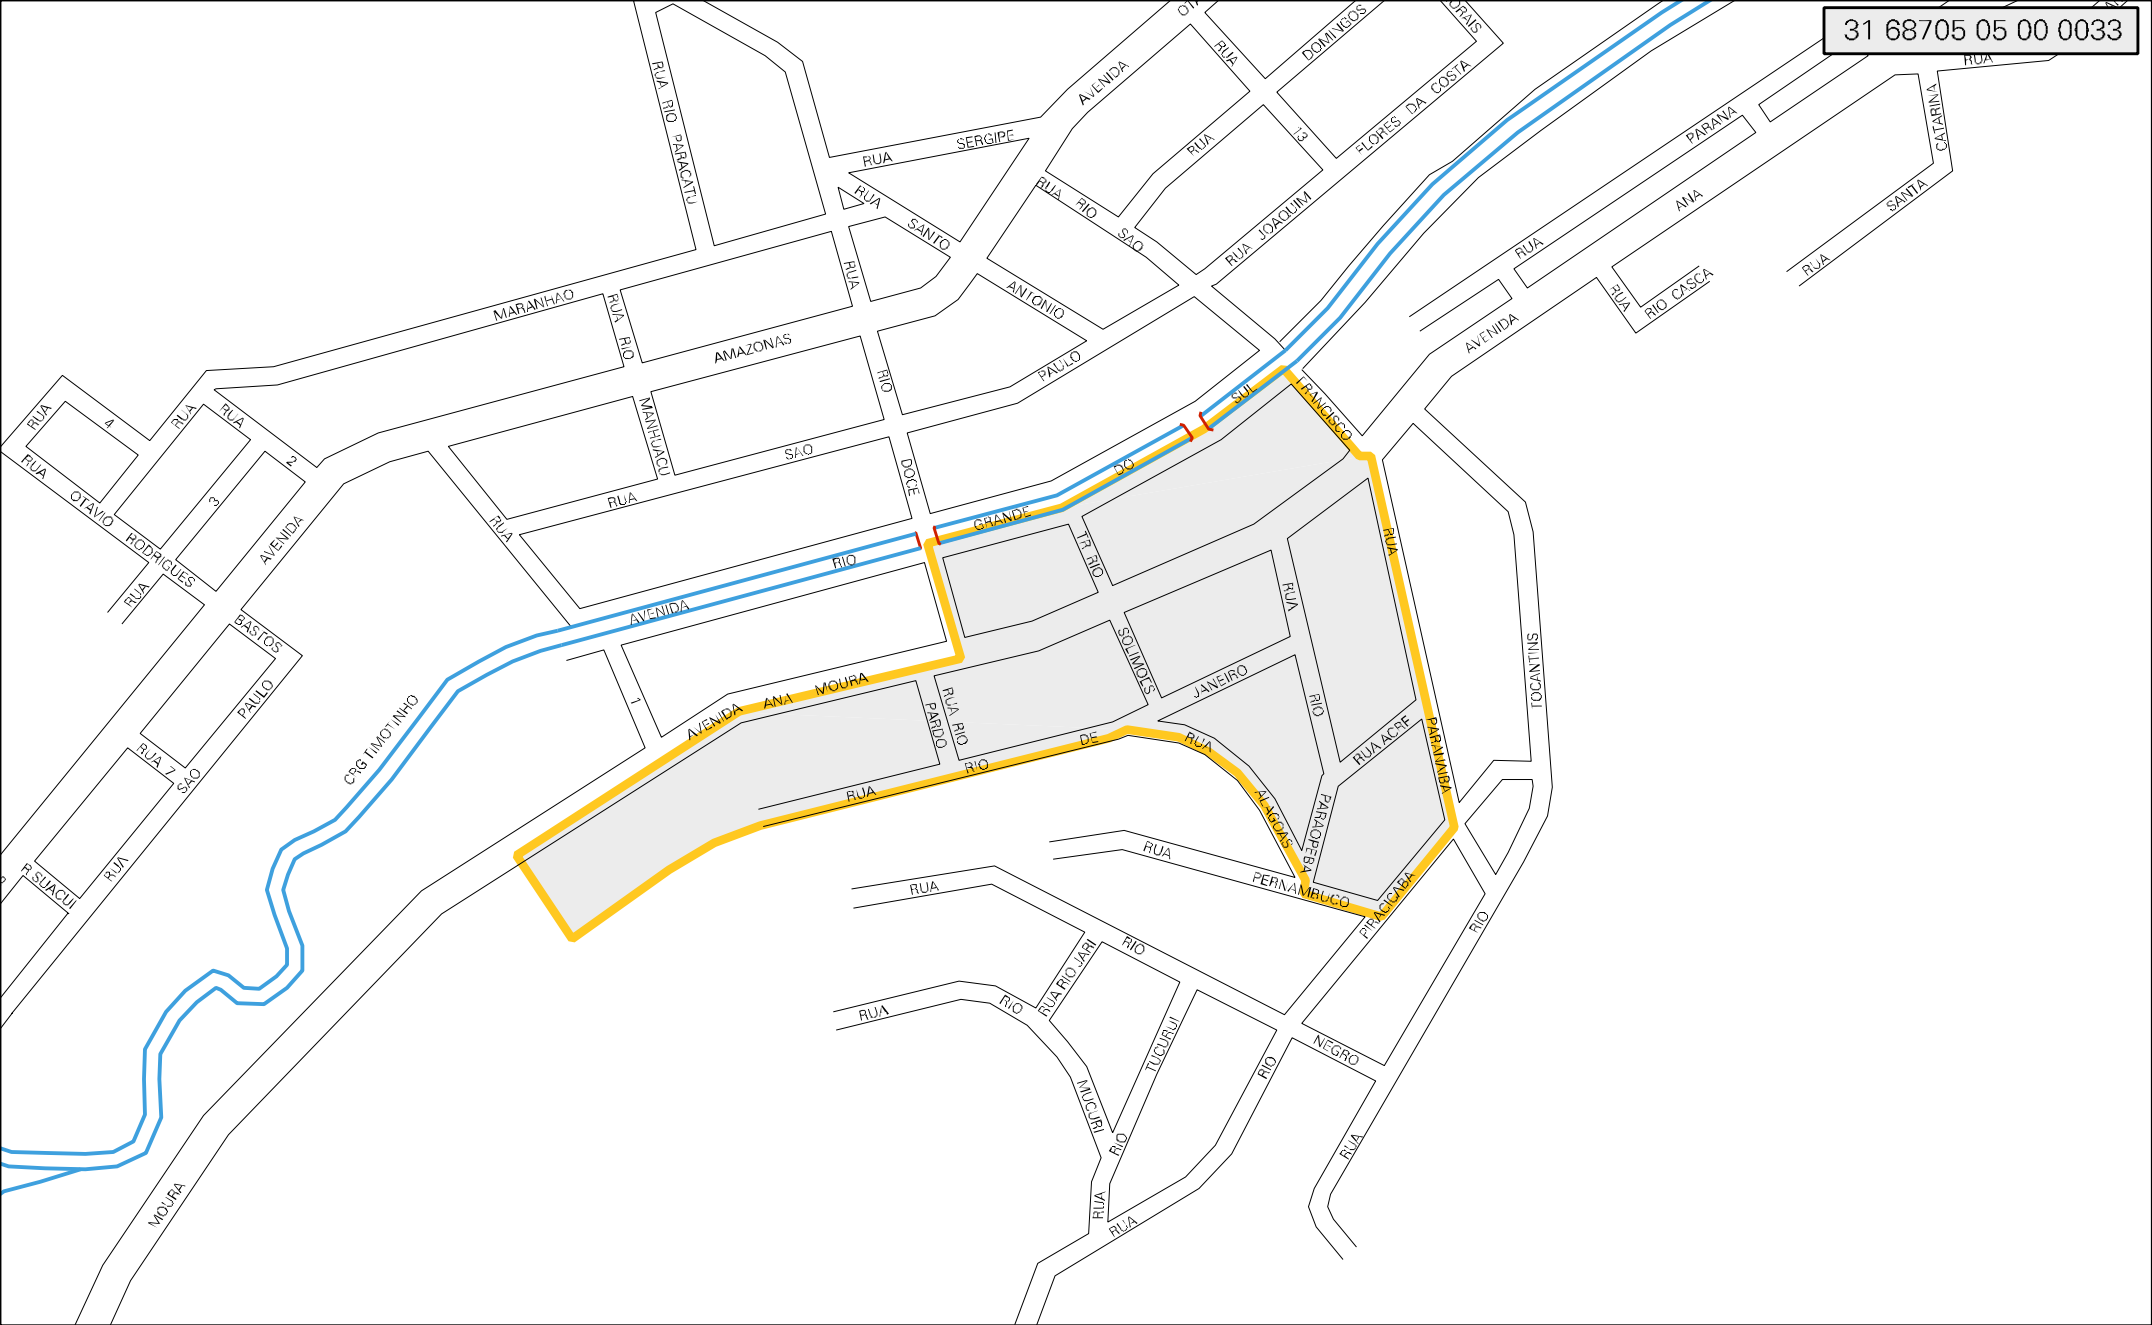 31 68705 05 00 0033
RUA RIO PARACATU
RUA SERGIPE
AVENIDA
RUA 13
DOMINGOS
RUA
FLORES DA COSTA
RUA JOAQUIM
RUA RIO SAO
FRANCISCO
RUA SANTO
ANTONIO
RUA
PARANA
RUA
CATARINA
ANA
SANTA
RUA
RUA
RIO CASCA
AVENIDA
MARANHAO
RUA RIO
MANHUACU
AMAZONAS
RUA
RIO
DOCE
PAULO
SAO
RUA
SUL
DO
GRANDE
RIO
AVENIDA
RUA
4
RUA
RUA
2
3
RUA
OTAVIO
RODRIGUES
RUA
AVENIDA
BASTOS
PAULO
SAO
RUA 7
RUA
R SUACUI
RUA
1
CRG TIMOTINHO
AVENIDA ANA MOURA
TR RIO
SOLIMOES
RUA
RIO
PARAOPEBA
JANEIRO
DE
RIO
RUA
RUA RIO
PARDO
RUA
ALAGOAS
RUA ACRE
RUA
PARANAIBA
TOCANTINS
RUA
PERNAMBUCO
PIRACICABA
RIO
RUA
RIO
NEGRO
RUA RIO JARI
RUA
RIO
MUCURI
TUCURUI
RIO
RUA
RIO
RUA
RUA
MOURA